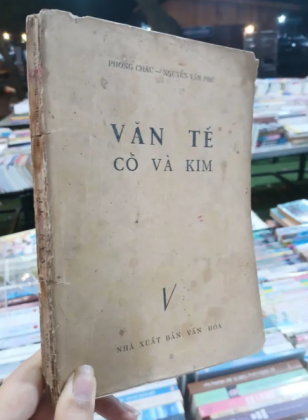 PHONG CHÂU — NGUYỄN VĂN PHÚ
VĂN TẾ
CỔ VÀ KIM
V
NHÀ XUẤT BẢN VĂN HÓA